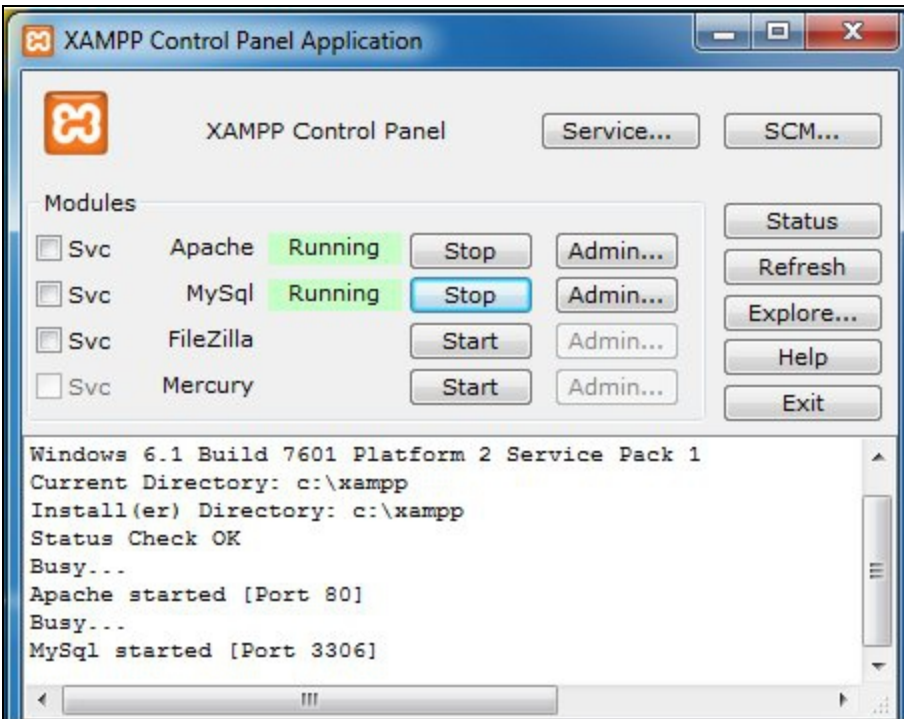 XAMPP Control Panel Application
XAMPP Control Panel Service... SCM...
Modules
Svc Apache Running Stop Admin...
Svc MySql Running Stop Admin...
Svc FileZilla Start Admin...
Svc Mercury Start Admin...
Status
Refresh
Explore...
Help
Exit
Windows 6.1 Build 7601 Platform 2 Service Pack 1
Current Directory: c:\xampp
Install(er) Directory: c:\xampp
Status Check OK
Busy...
Apache started [Port 80]
Busy...
MySql started [Port 3306]